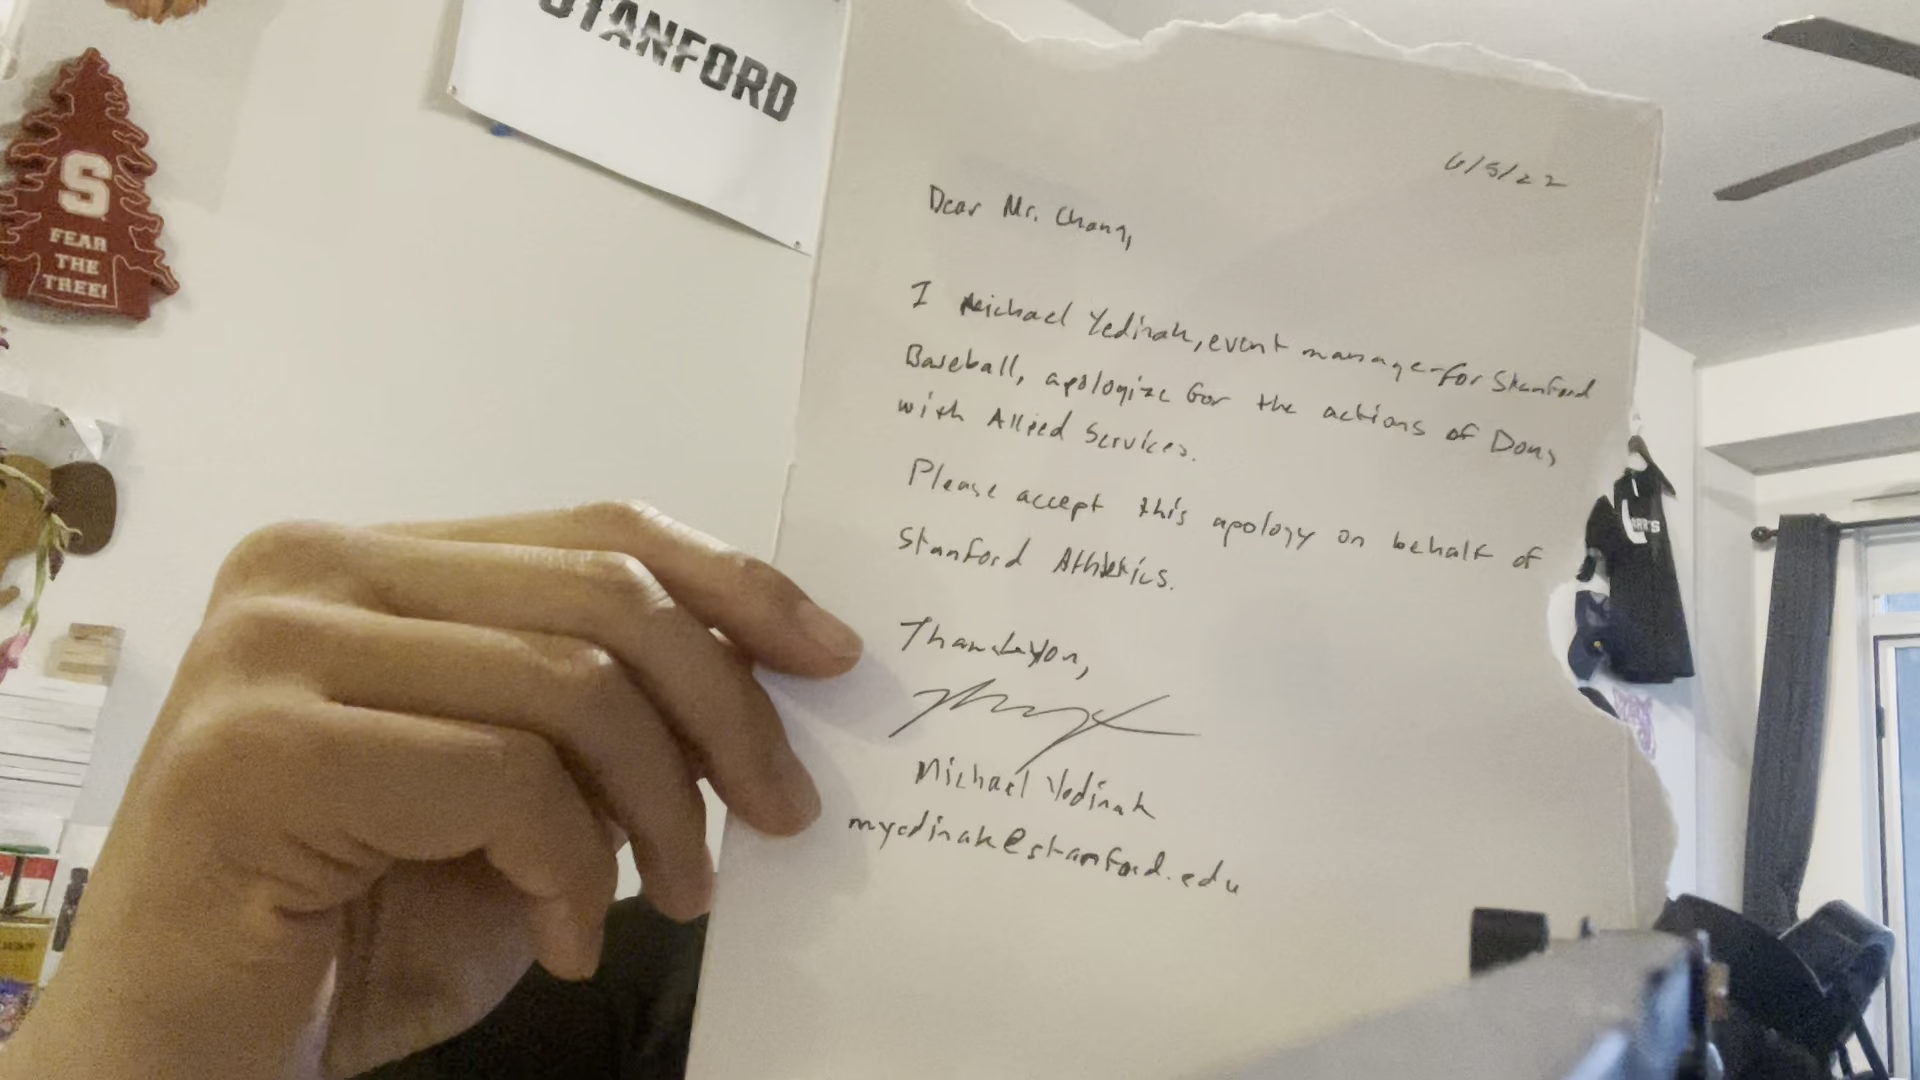 STANFORD
S
FEAR
THE
TREE!
6/5/22
Dear Mr. Chang,
I Michael Yedinak, event manager for Stanford
Baseball, apologize for the actions of Doug
with Allied Services.
Please accept this apology on behalf of
Stanford Athletics.
Thank you,
Michael Yedinak
myedinak@stanford.edu